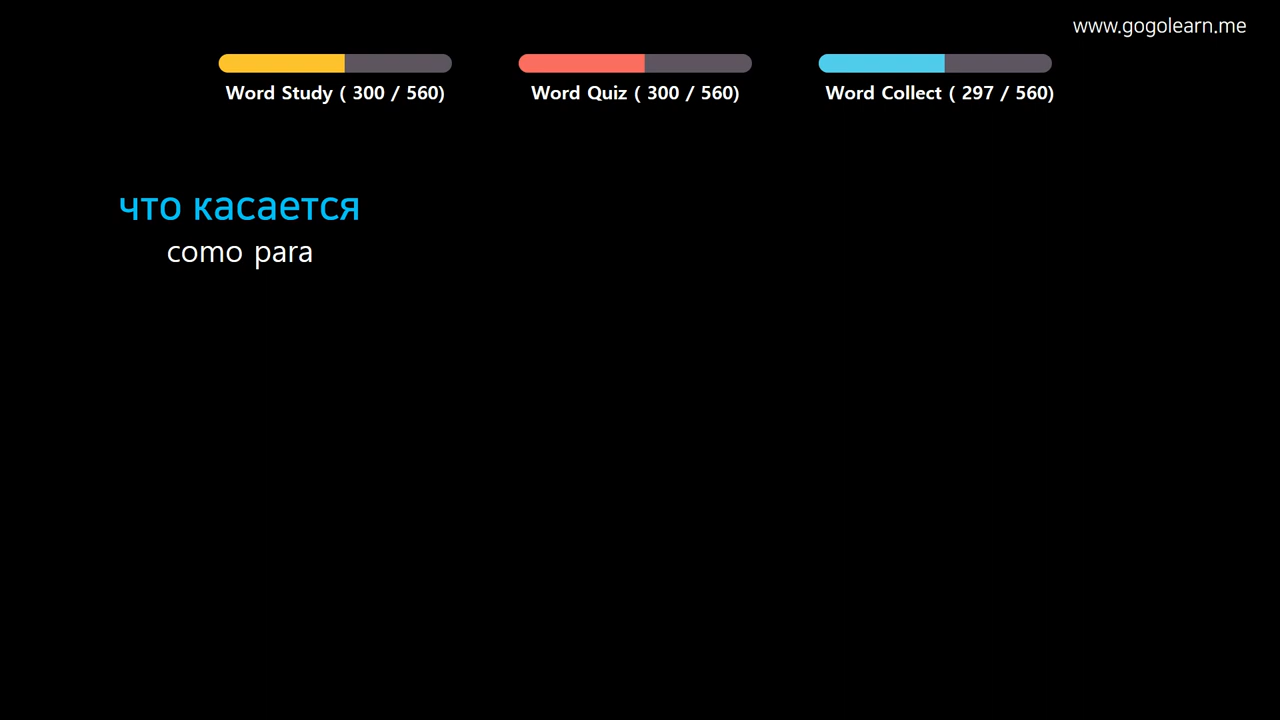 www.gogolearn.me
Word Study ( 300 / 560)
Word Quiz ( 300 / 560)
Word Collect ( 297 / 560)
что касается
como para